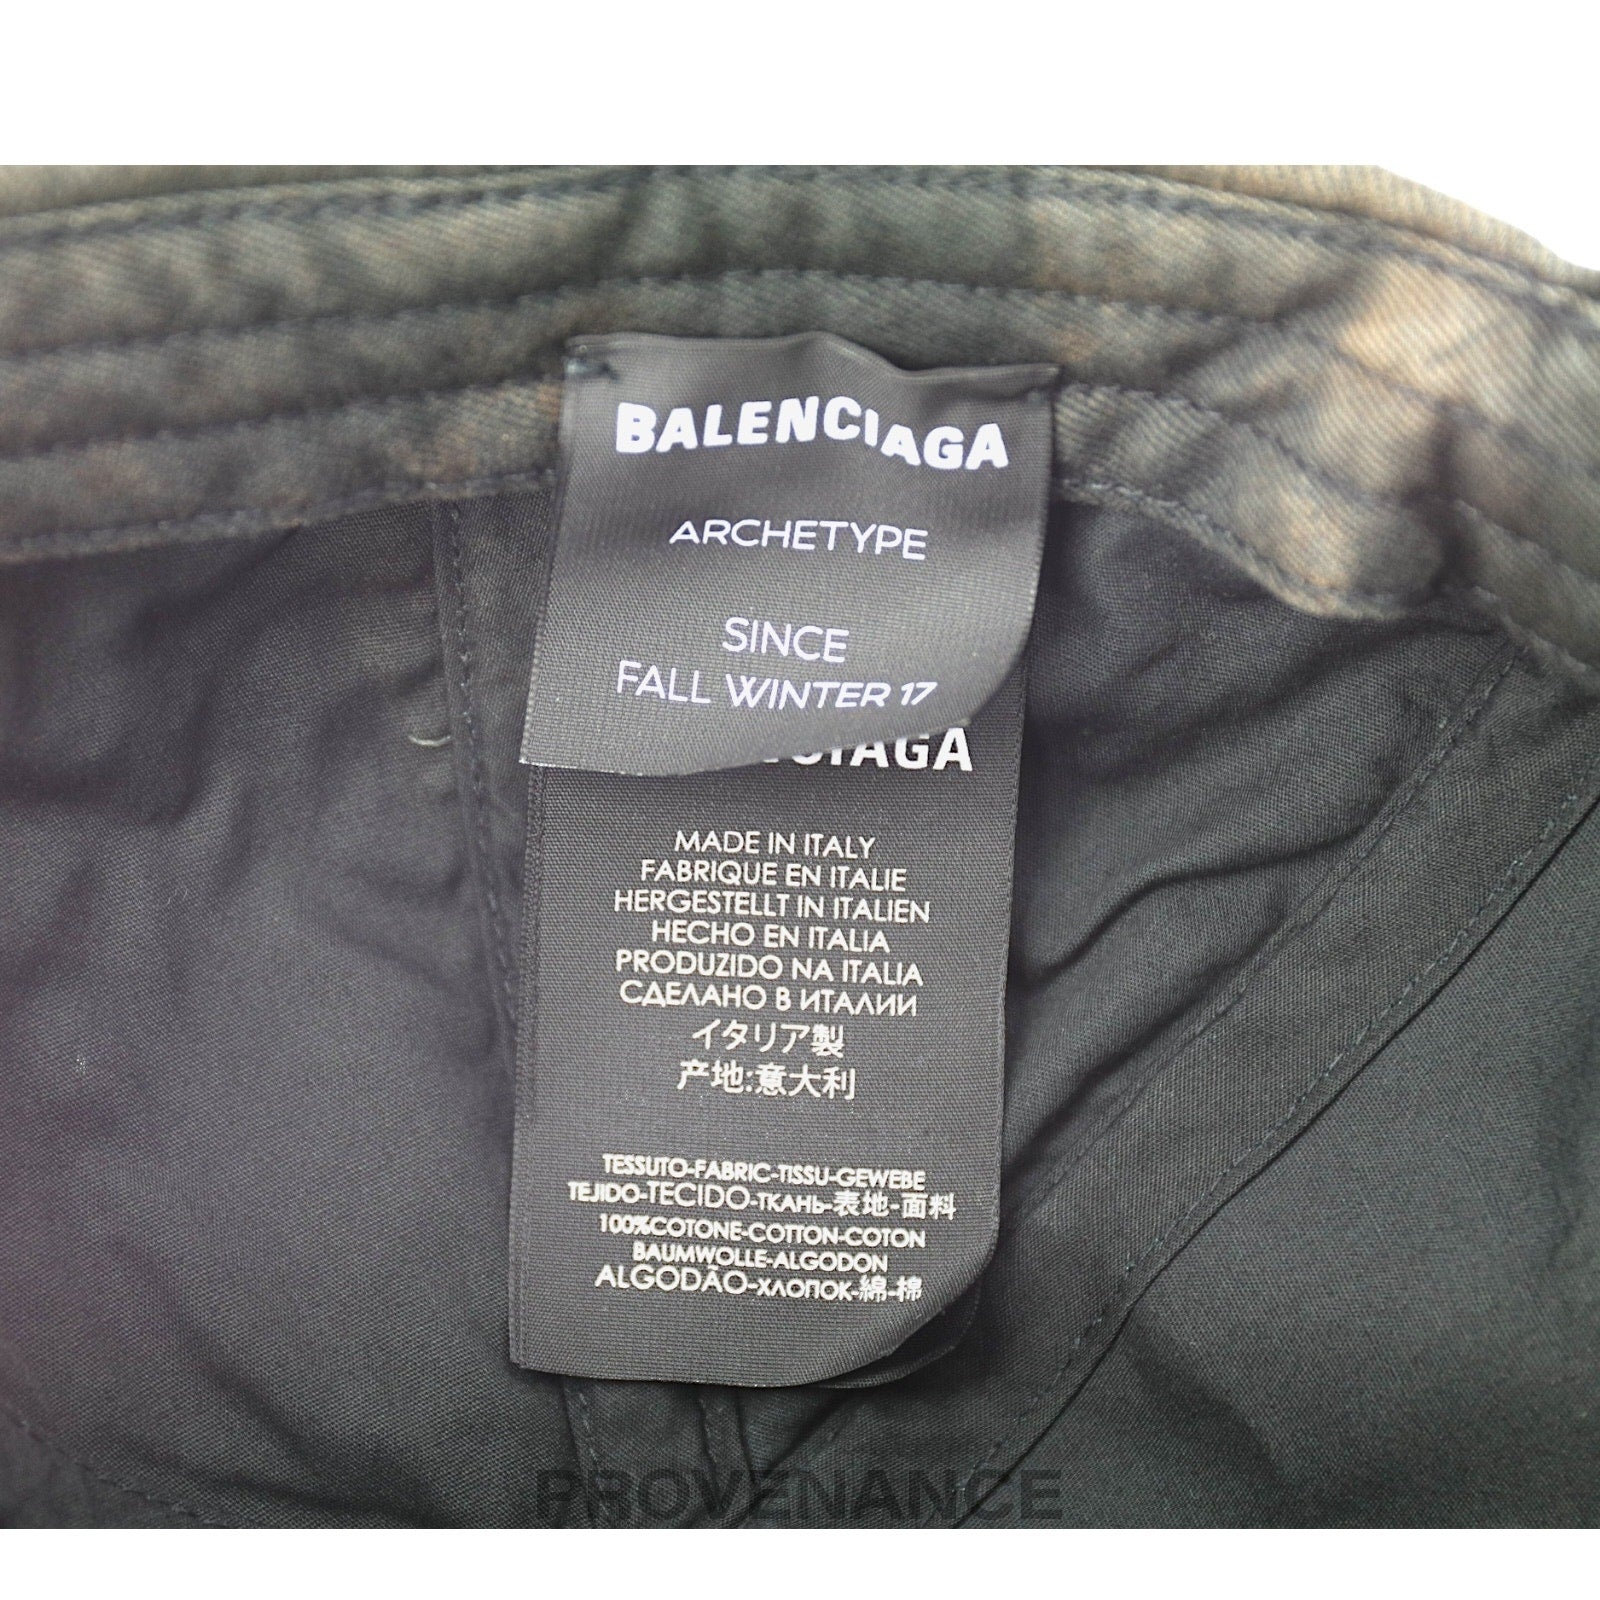 BALENCIAGA
ARCHETYPE
SINCE
FALL WINTER 17
CIAGA
MADE IN ITALY
FABRIQUE EN ITALIE
HERGESTELLT IN ITALIEN
HECHO EN ITALIA
PRODUZIDO NA ITALIA
СДЕЛАНО В ИТАЛИИ
イタリア製
产地:意大利
TESSUTO-FABRIC-TISSU-GEWEBE
TEJIDO-TECIDO-ТКАНЬ-表地-面料
100%COTONE-COTTON-COTON
BAUMWOLLE-ALGODON
ALGODÃO-ХЛОПОК-綿-棉
PROVENANCE